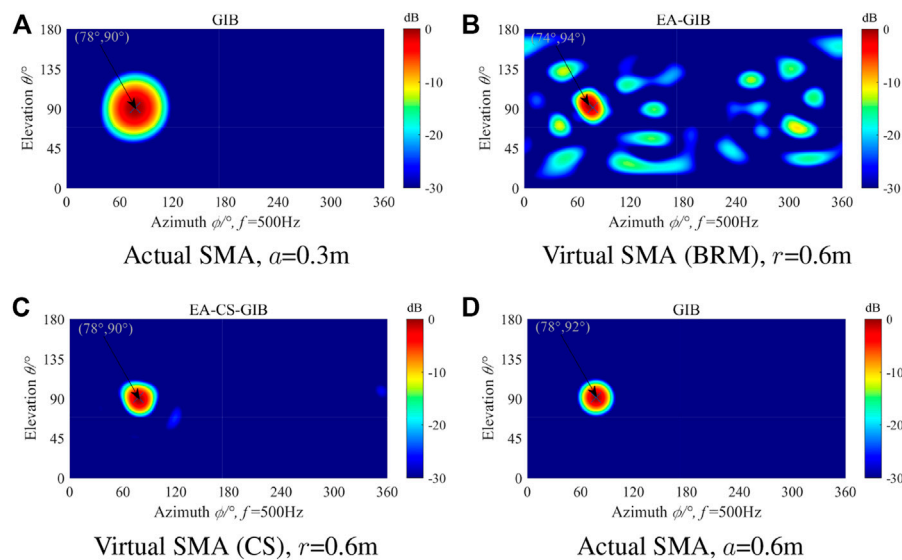 A
GIB
dB
180
135
90
45
0
0 60 120 180 240 300 360
Elevation θ/°
Azimuth ϕ/°, f=500Hz
(78°,90°)
0
-10
-20
-30
Actual SMA, a=0.3m
B
EA-GIB
dB
180
135
90
45
0
0 60 120 180 240 300 360
Elevation θ/°
Azimuth ϕ/°, f=500Hz
(74°,94°)
0
-10
-20
-30
Virtual SMA (BRM), r=0.6m
C
EA-CS-GIB
dB
180
135
90
45
0
0 60 120 180 240 300 360
Elevation θ/°
Azimuth ϕ/°, f=500Hz
(78°,90°)
0
-10
-20
-30
Virtual SMA (CS), r=0.6m
D
GIB
dB
180
135
90
45
0
0 60 120 180 240 300 360
Elevation θ/°
Azimuth ϕ/°, f=500Hz
(78°,92°)
0
-10
-20
-30
Actual SMA, a=0.6m